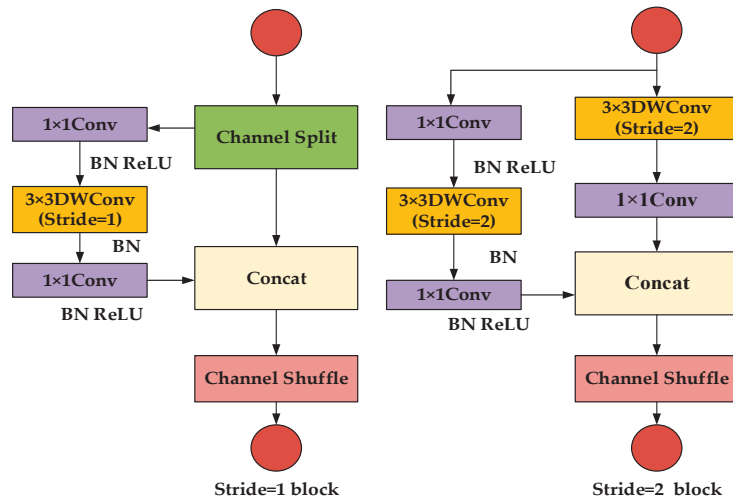 1×1Conv
Channel Split
BN ReLU
3×3DWConv
(Stride=1)
BN
1×1Conv
Concat
BN ReLU
Channel Shuffle
Stride=1 block
1×1Conv
3×3DWConv
(Stride=2)
BN ReLU
3×3DWConv
(Stride=2)
1×1Conv
BN
1×1Conv
Concat
BN ReLU
Channel Shuffle
Stride=2 block